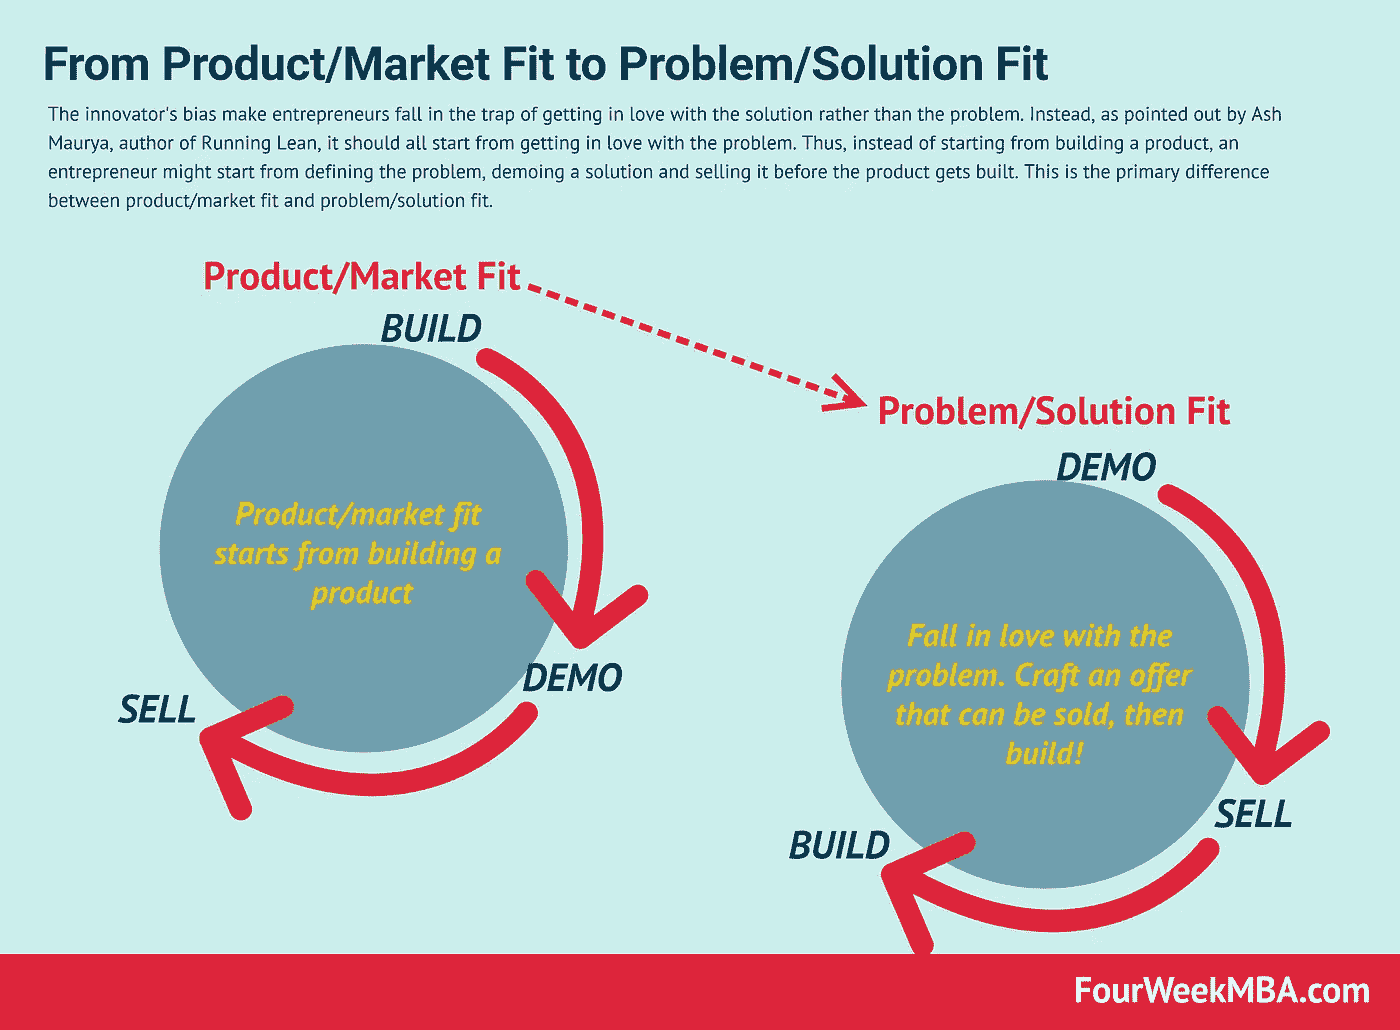 From Product/Market Fit to Problem/Solution Fit
The innovator's bias make entrepreneurs fall in the trap of getting in love with the solution rather than the problem. Instead, as pointed out by Ash
Maurya, author of Running Lean, it should all start from getting in love with the problem. Thus, instead of starting from building a product, an
entrepreneur might start from defining the problem, demoing a solution and selling it before the product gets built. This is the primary difference
between product/market fit and problem/solution fit.
Product/Market Fit
BUILD
Product/market fit
starts from building a
product
DEMO
SELL
Problem/Solution Fit
DEMO
Fall in love with the
problem. Craft an offer
that can be sold, then
build!
SELL
BUILD
FourWeekMBA.com